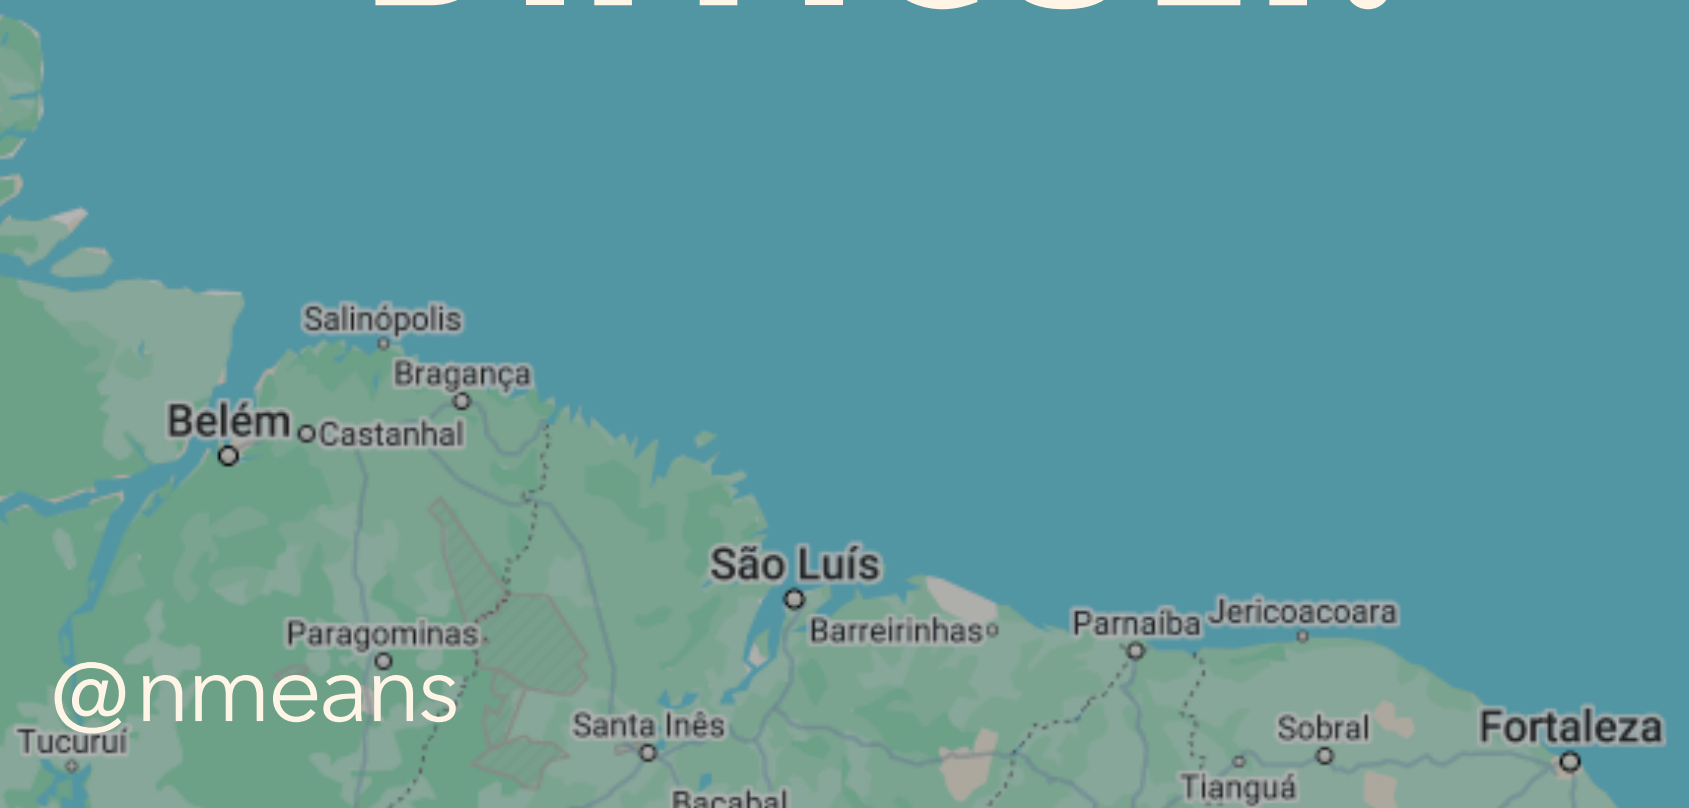 Salinópolis
Bragança
Belém
Castanhal
São Luís
Jericoacoara
Parnaíba
Barreirinhas
Paragominas
@nmeans
Santa Inês
Fortaleza
Sobral
Tucuruí
Tianguá
Bacabal